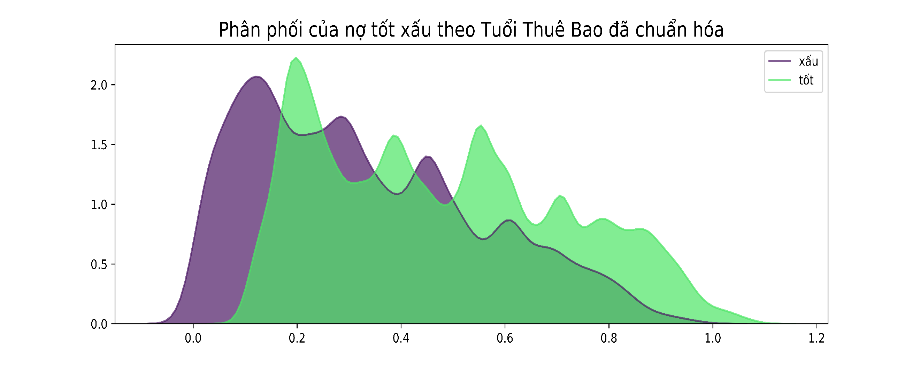 Phân phối của nợ tốt xấu theo Tuổi Thuê Bao đã chuẩn hóa
xấu
tốt
2.0
1.5
1.0
0.5
0.0
0.0 0.2 0.4 0.6 0.8 1.0 1.2